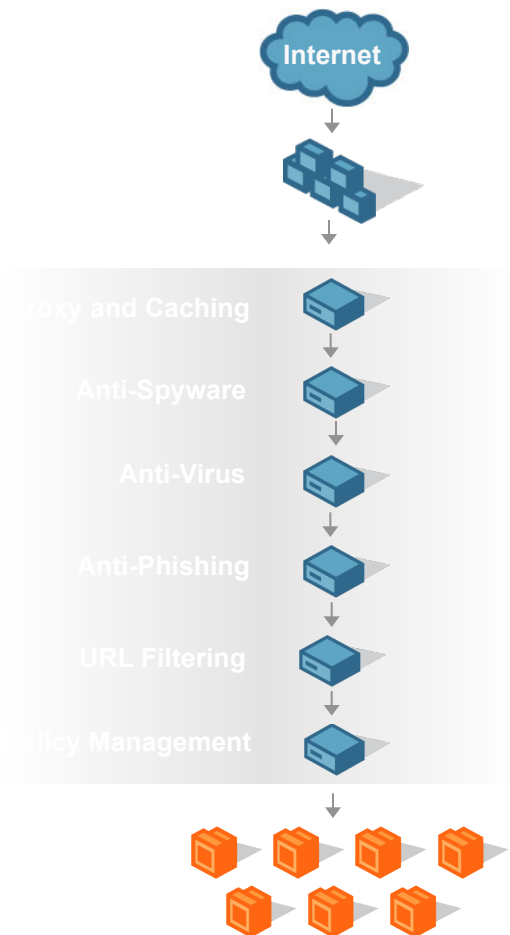 Internet
Proxy and Caching
Anti-Spyware
Anti-Virus
Anti-Phishing
URL Filtering
Policy Management